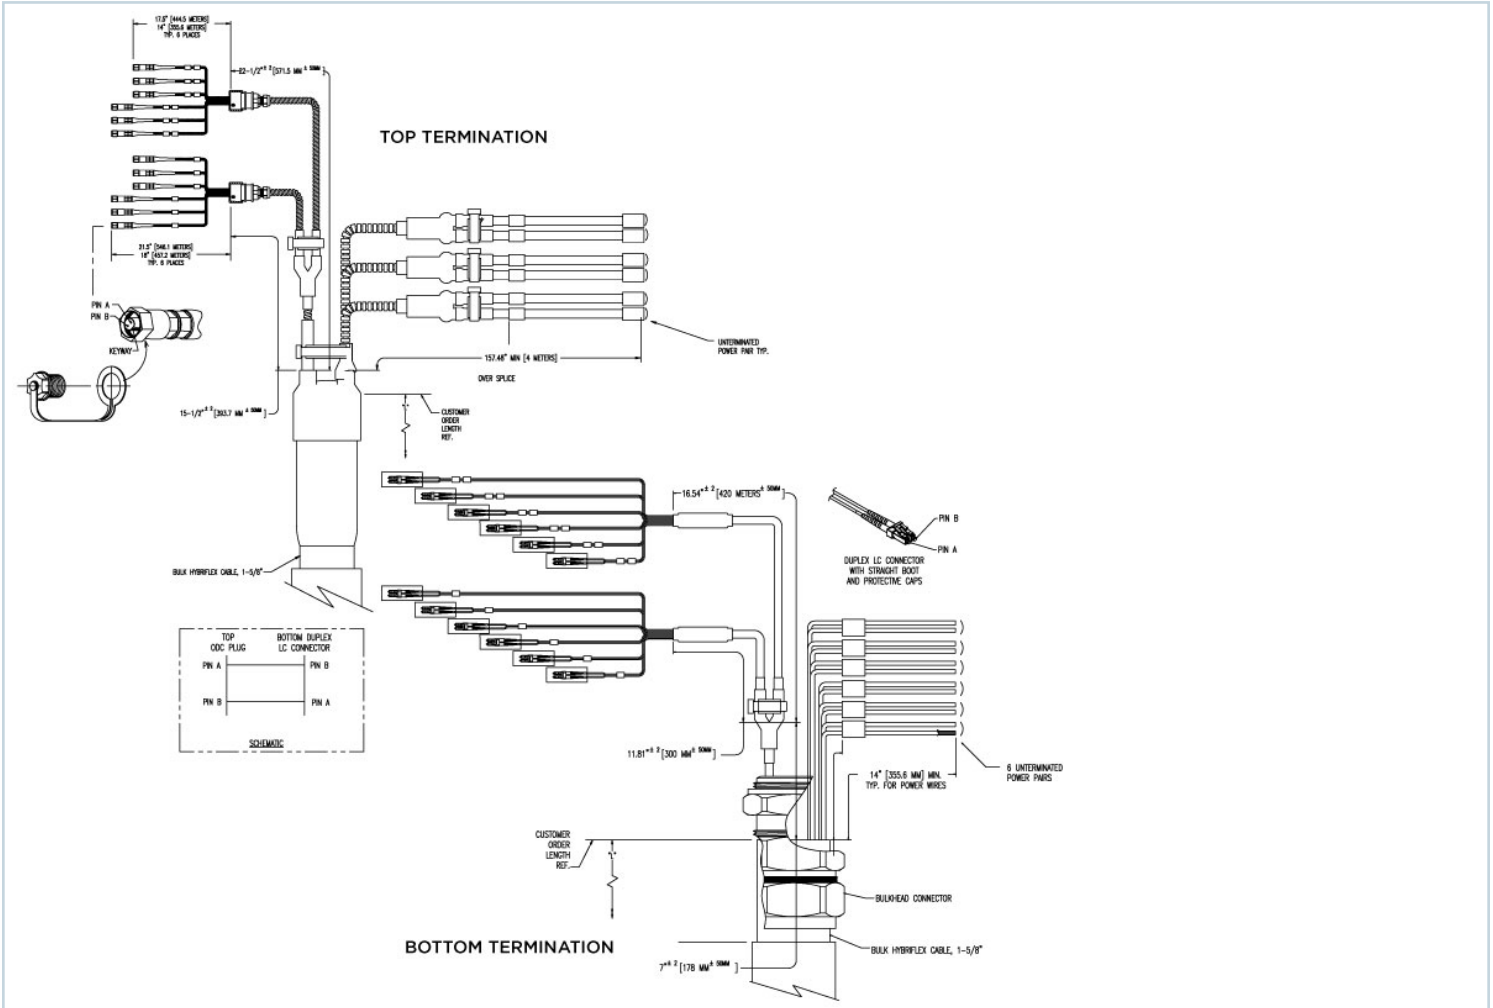 17.5" [444.5 METERS]
14" [355.6 METERS]
TYP. 6 PLACES
22-1/2"± 2 [571.5 MM ± 50MM]
TOP TERMINATION
21.5" [546.1 METERS]
18" [457.2 METERS]
TYP. 6 PLACES
PIN A
PIN B
KEYWAY
UNTERMINATED
POWER PAIR TYP.
157.48" MIN [4 METERS]
OVER SPLICE
15-1/2"± 2 [393.7 MM ± 50MM]
CUSTOMER
ORDER
LENGTH
REF.
16.54"± 2 [420 METERS± 50MM]
PIN B
PIN A
DUPLEX LC CONNECTOR
WITH STRAIGHT BOOT
AND PROTECTIVE CAPS
BULK HYBRIFLEX CABLE, 1-5/8"
TOP
ODC PLUG
BOTTOM DUPLEX
LC CONNECTOR
PIN A
PIN B
PIN B
PIN A
SCHEMATIC
11.81"± 2 [300 MM± 50MM]
14" [355.6 MM] MIN.
TYP. FOR POWER WIRES
6 UNTERMINATED
POWER PAIRS
CUSTOMER
ORDER
LENGTH
REF.
"L"
BULKHEAD CONNECTOR
BOTTOM TERMINATION
BULK HYBRIFLEX CABLE, 1-5/8"
7"± 2 [178 MM± 50MM]